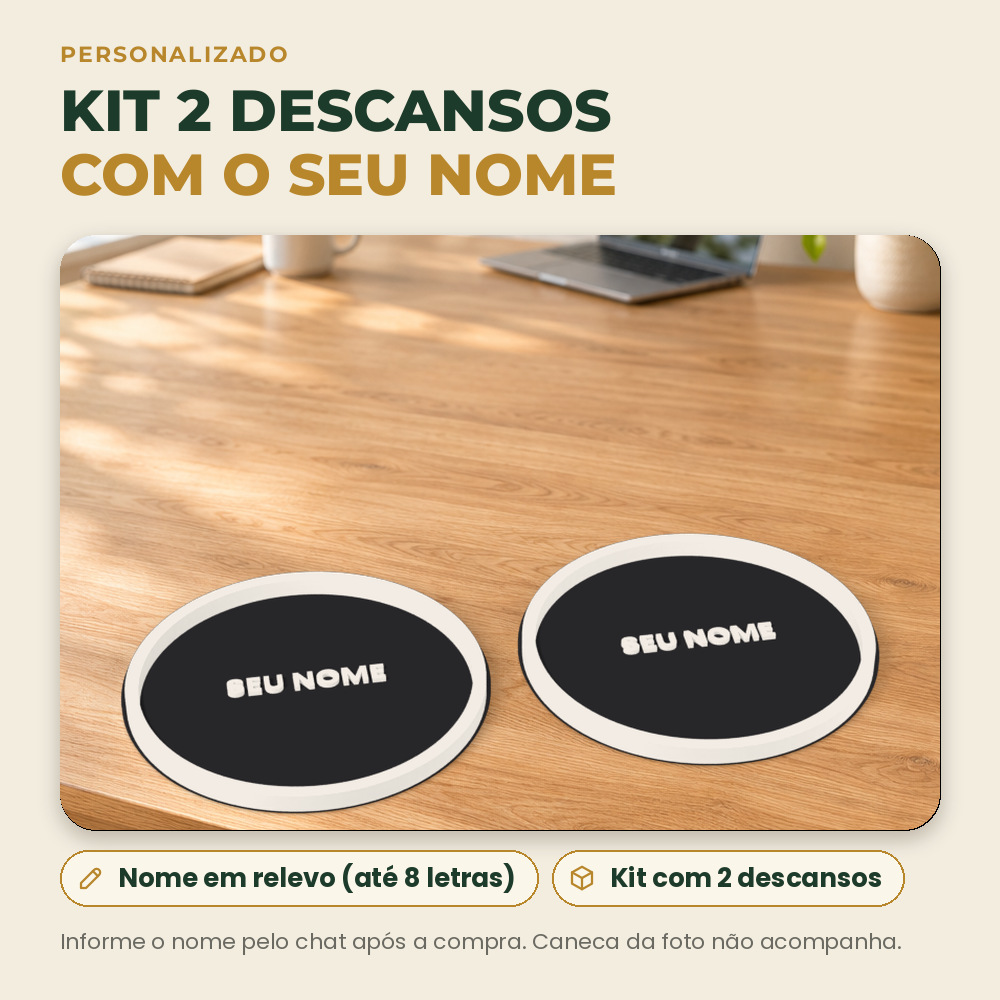 PERSONALIZADO
KIT 2 DESCANSOS
COM O SEU NOME
SEU NOME
SEU NOME
Nome em relevo (até 8 letras)
Kit com 2 descansos
Informe o nome pelo chat após a compra. Caneca da foto não acompanha.